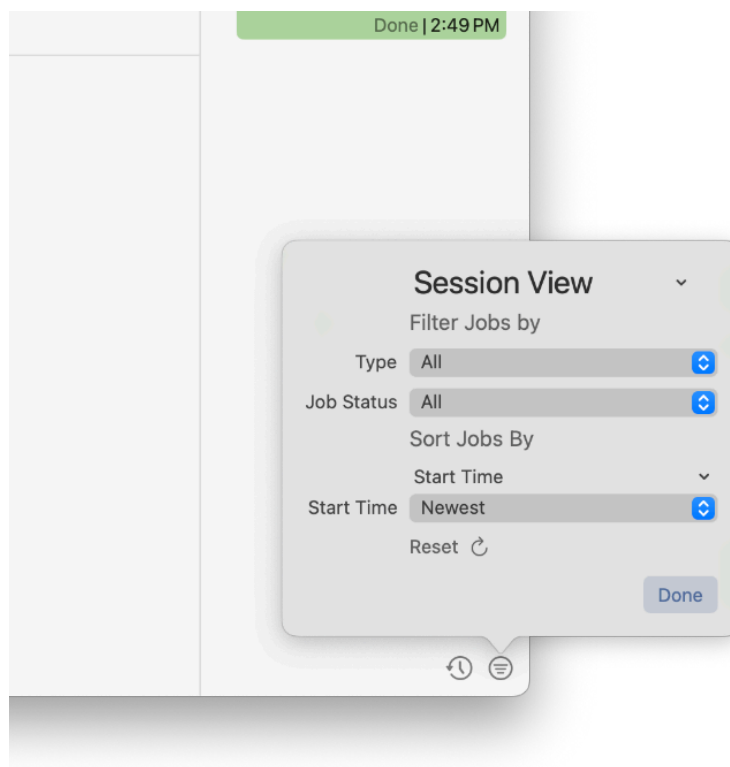 Done | 2:49 PM
Session View
Filter Jobs by
Type All
Job Status All
Sort Jobs By
Start Time
Start Time Newest
Reset
Done